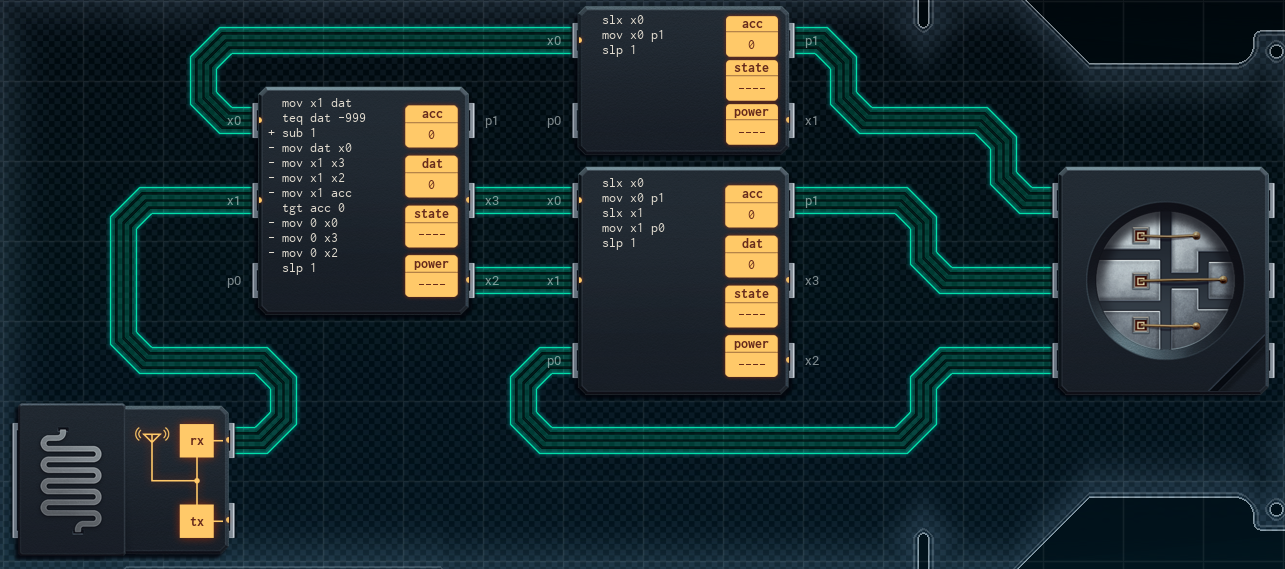 slx x0
mov x0 p1
slp 1
acc
0
state
----
power
----
x0
p0
p1
x1
mov x1 dat
teq dat -999
+ sub 1
- mov dat x0
- mov x1 x3
- mov x1 x2
- mov x1 acc
tgt acc 0
- mov 0 x0
- mov 0 x3
- mov 0 x2
slp 1
acc
0
dat
0
state
----
power
----
x0
x1
p0
p1
x3
x2
slx x0
mov x0 p1
slx x1
mov x1 p0
slp 1
acc
0
dat
0
state
----
power
----
x0
x1
p0
p1
x3
x2
rx
tx